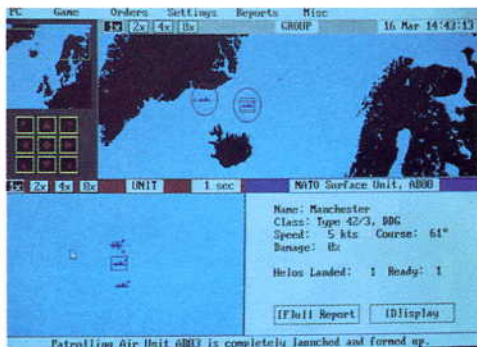 PC Game Orders Settings Reports Misc
1x 2x 4x 8x GROUP 16 Mar 14:43:13
1x 2x 4x 8x UNIT 1 sec NATO Surface Unit, AB00
Name: Manchester
Class: Type 42/3, DDG
Speed: 5 kts Course: 61°
Damage: 0%
Helos Landed: 1 Ready: 1
[F]ull Report [D]isplay
Patrolling Air Unit AB03 is completely launched and formed up.